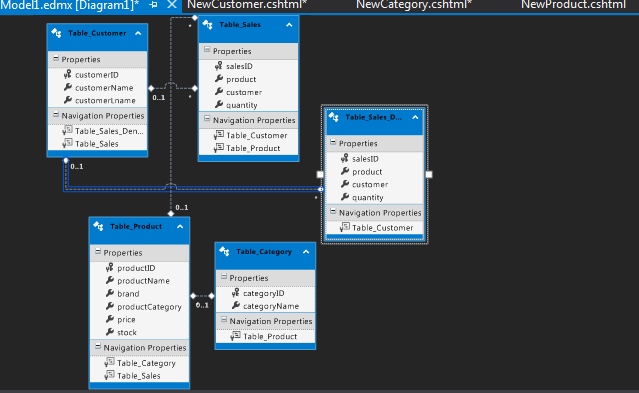 Model1.edmx [Diagram1]*
NewCustomer.cshtml*
NewCategory.cshtml*
NewProduct.cshtml
Table_Customer
Properties
customerID
customerName
customerLname
Navigation Properties
Table_Sales_Den...
Table_Sales
Table_Sales
Properties
salesID
product
customer
quantity
Navigation Properties
Table_Customer
Table_Product
0..1
*
*
Table_Sales_D...
Properties
salesID
product
customer
quantity
Navigation Properties
Table_Customer
0..1
*
0..1
Table_Product
Properties
productID
productName
brand
productCategory
price
stock
Navigation Properties
Table_Category
Table_Sales
Table_Category
Properties
categoryID
categoryName
Navigation Properties
Table_Product
*
0..1